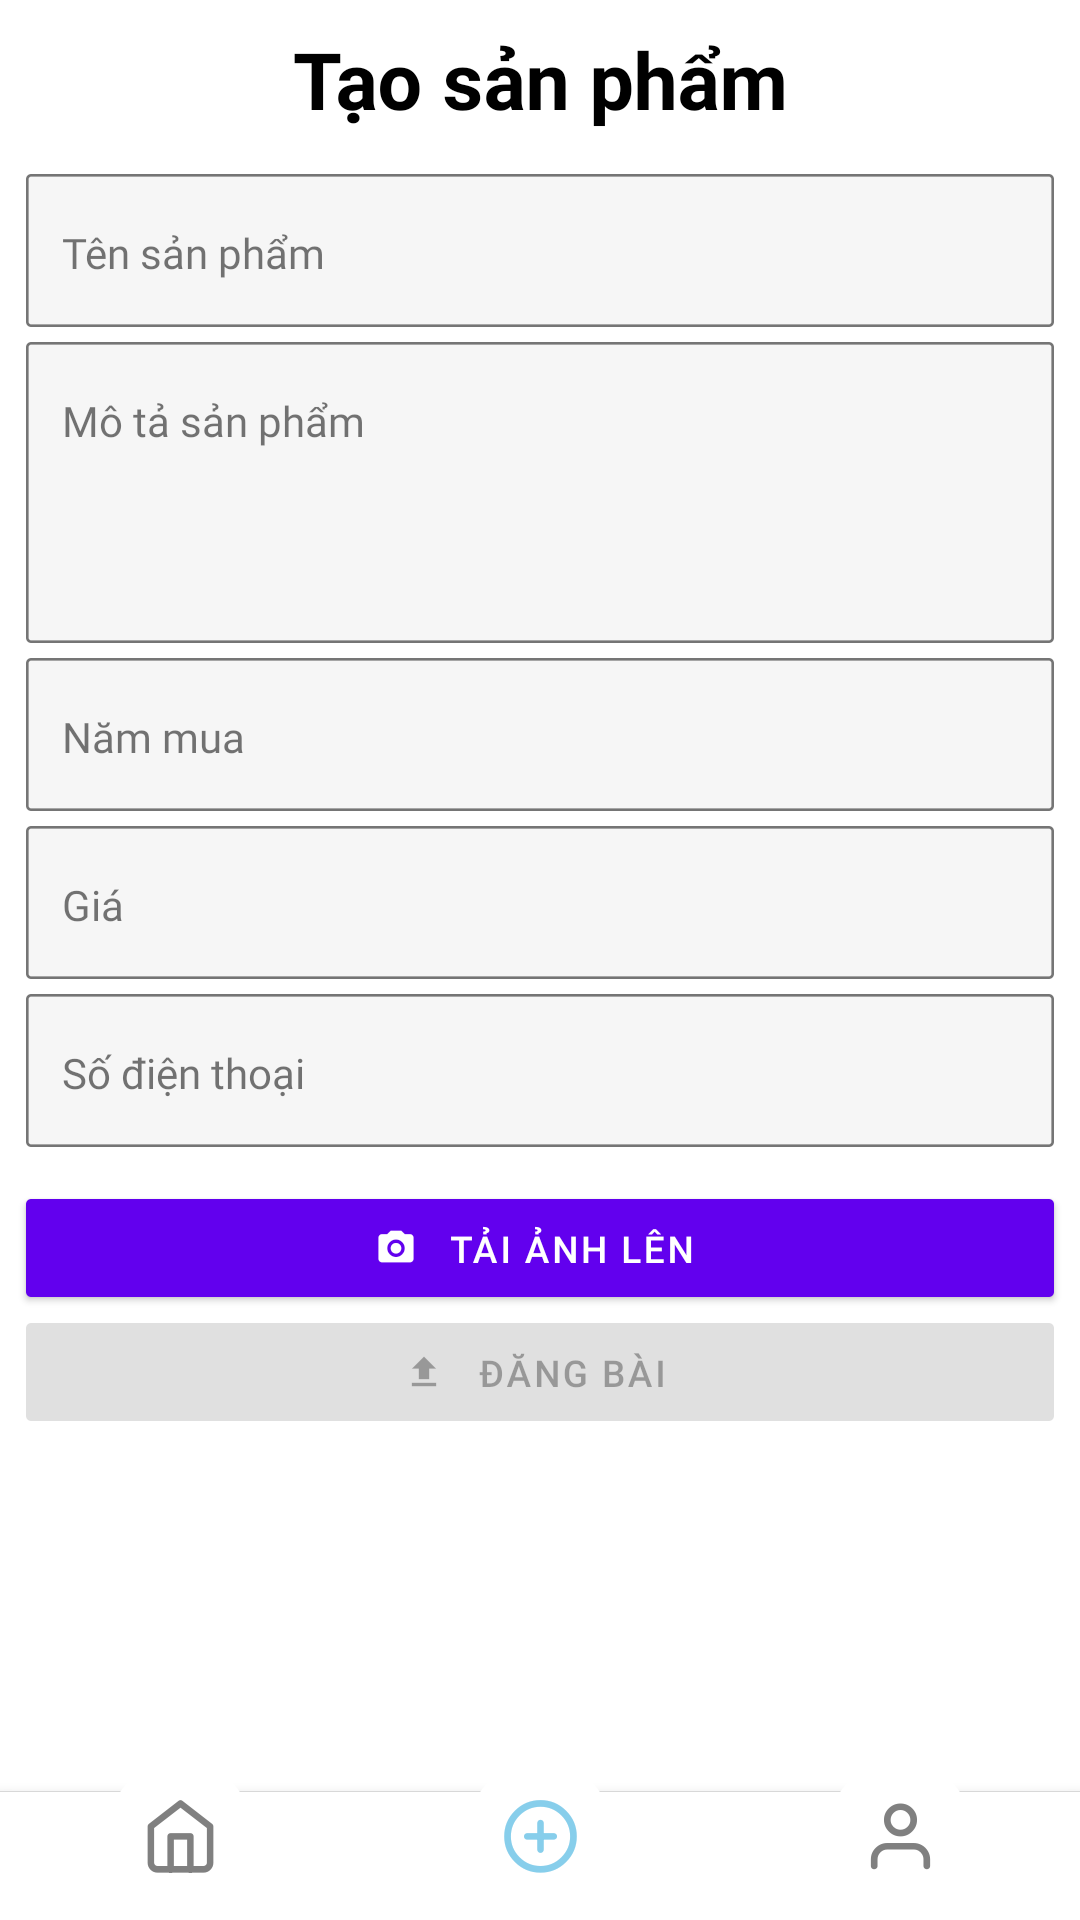 Tạo sản phẩm
Tên sản phẩm
Mô tả sản phẩm
Năm mua
Giá
Số điện thoại
TẢI ẢNH LÊN
ĐĂNG BÀI